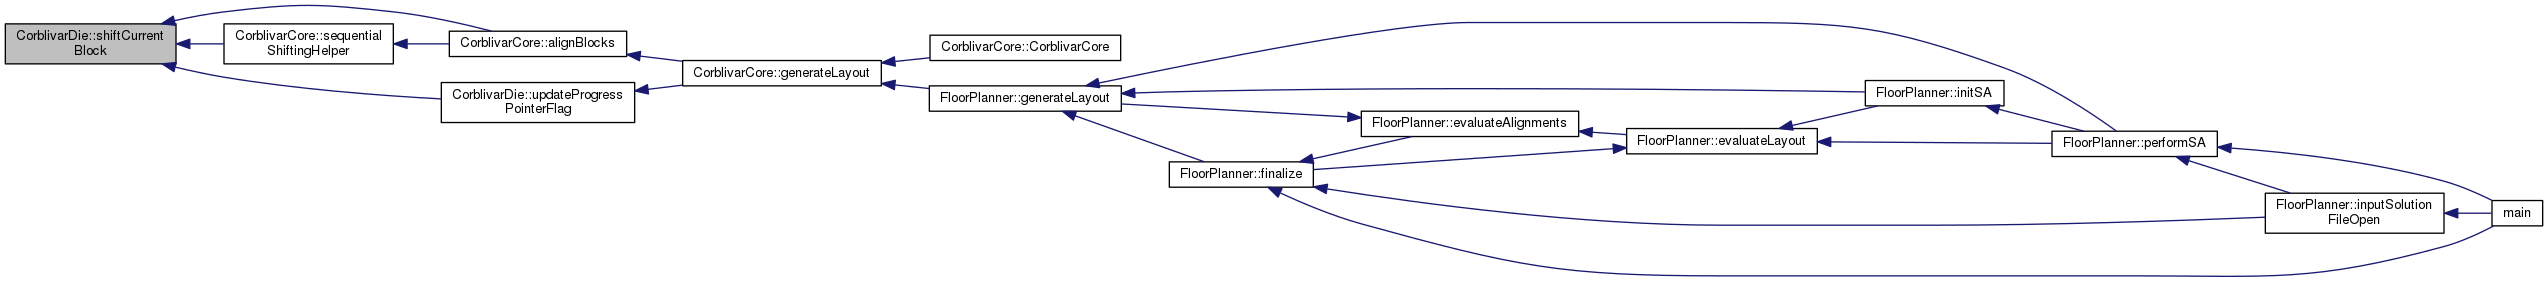 CorblivarDie::shiftCurrent
Block
CorblivarCore::sequential
ShiftingHelper
CorblivarCore::alignBlocks
CorblivarDie::updateProgress
PointerFlag
CorblivarCore::generateLayout
CorblivarCore::CorblivarCore
FloorPlanner::generateLayout
FloorPlanner::finalize
FloorPlanner::evaluateAlignments
FloorPlanner::evaluateLayout
FloorPlanner::initSA
FloorPlanner::performSA
FloorPlanner::inputSolution
FileOpen
main